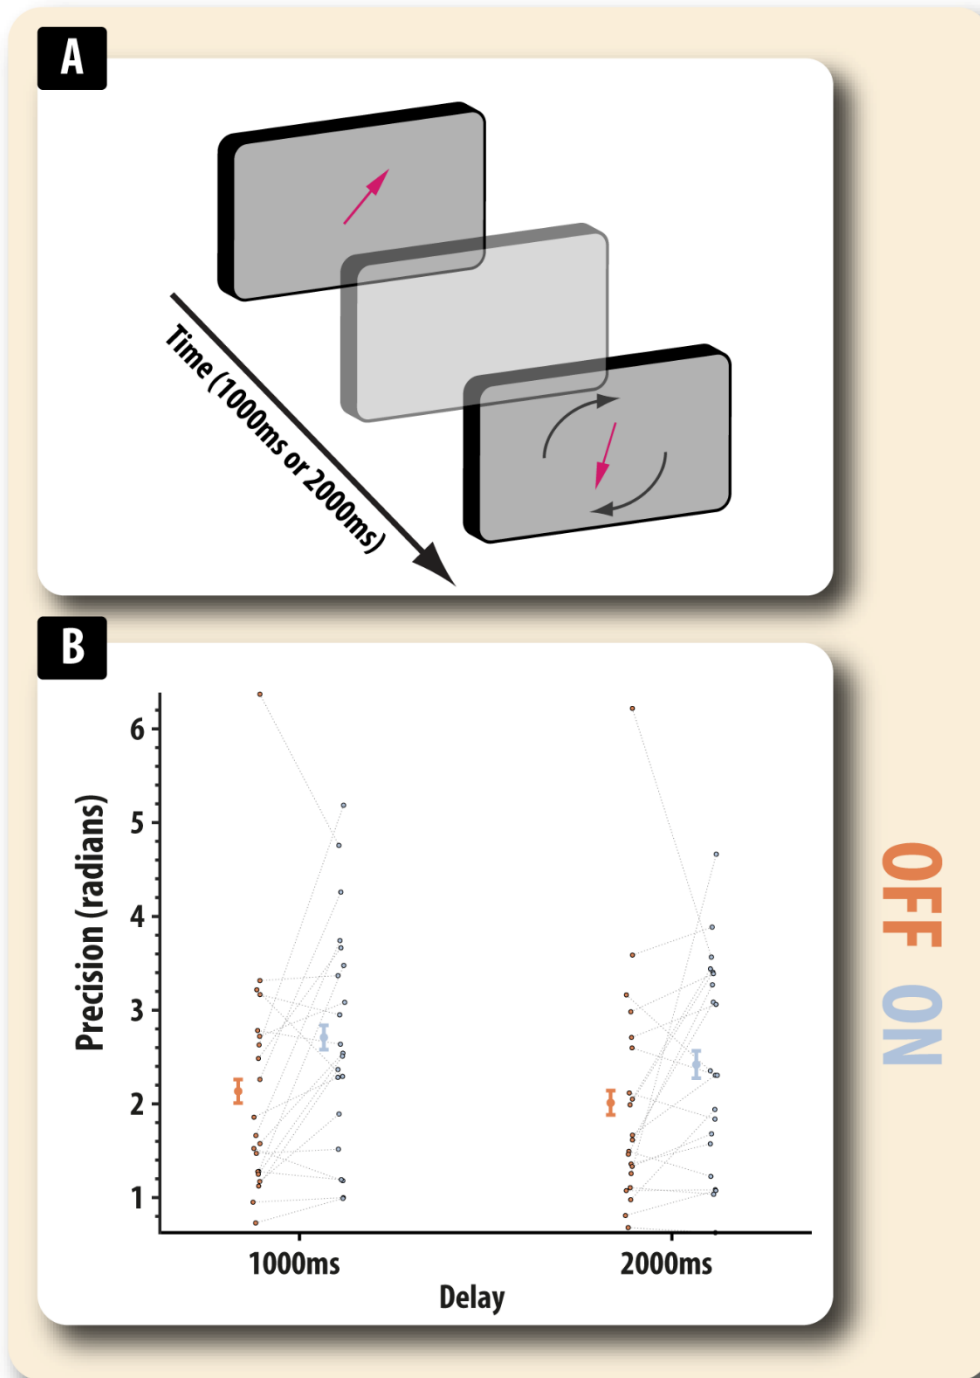 A
Time (1000ms or 2000ms)
B
Precision (radians)
6
5
4
3
2
1
1000ms
2000ms
Delay
OFF ON